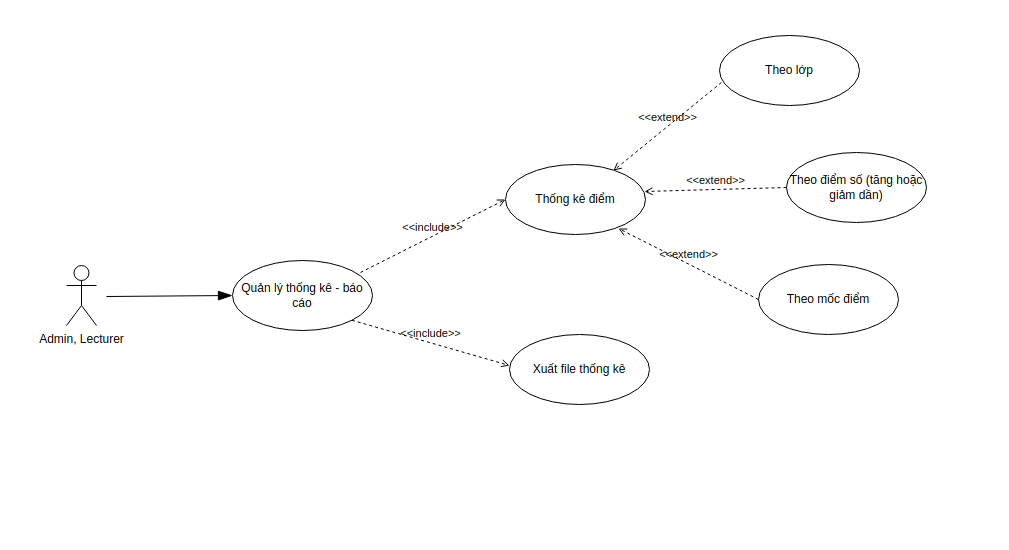 Theo lớp
<<extend>>
<<extend>>
Theo điểm số (tăng hoặc
giảm dần)
Thống kê điểm
<<include>>
<<extend>>
Quản lý thống kê - báo
cáo
Theo mốc điểm
Admin, Lecturer
<<include>>
Xuất file thống kê